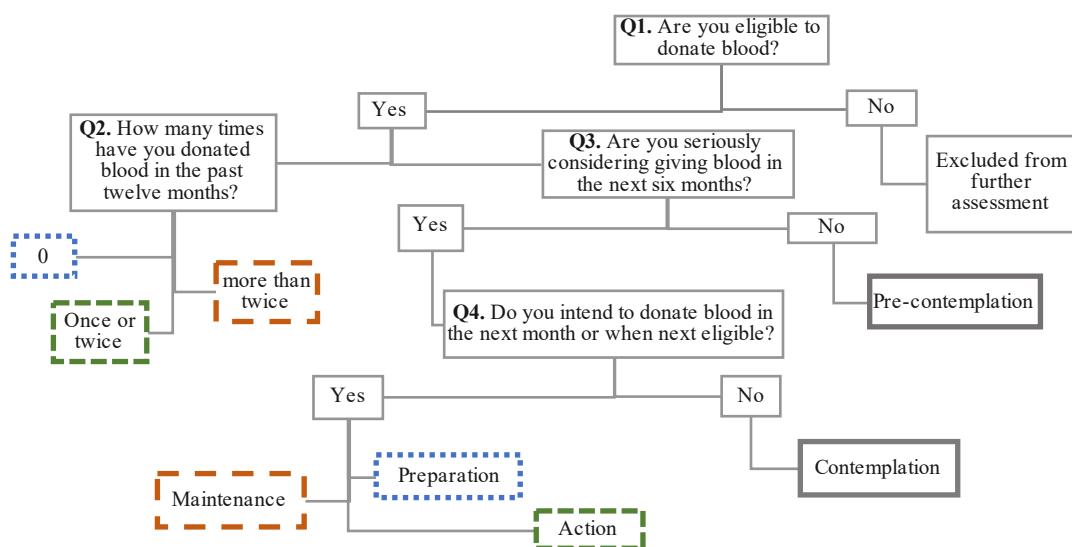 Q1. Are you eligible to
donate blood?
Yes
No
Q2. How many times
have you donated
blood in the past
twelve months?
Q3. Are you seriously
considering giving blood in
the next six months?
Excluded from
further
assessment
0
more than
twice
Once or
twice
Yes
No
Pre-contemplation
Q4. Do you intend to donate blood in
the next month or when next eligible?
Yes
No
Preparation
Maintenance
Contemplation
Action